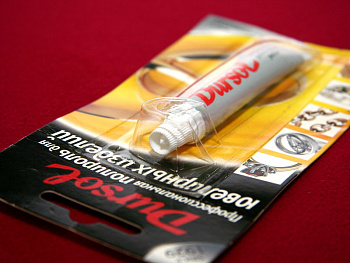 Dursol
Dursol
Профессиональная полироль для
ювелирных изделий